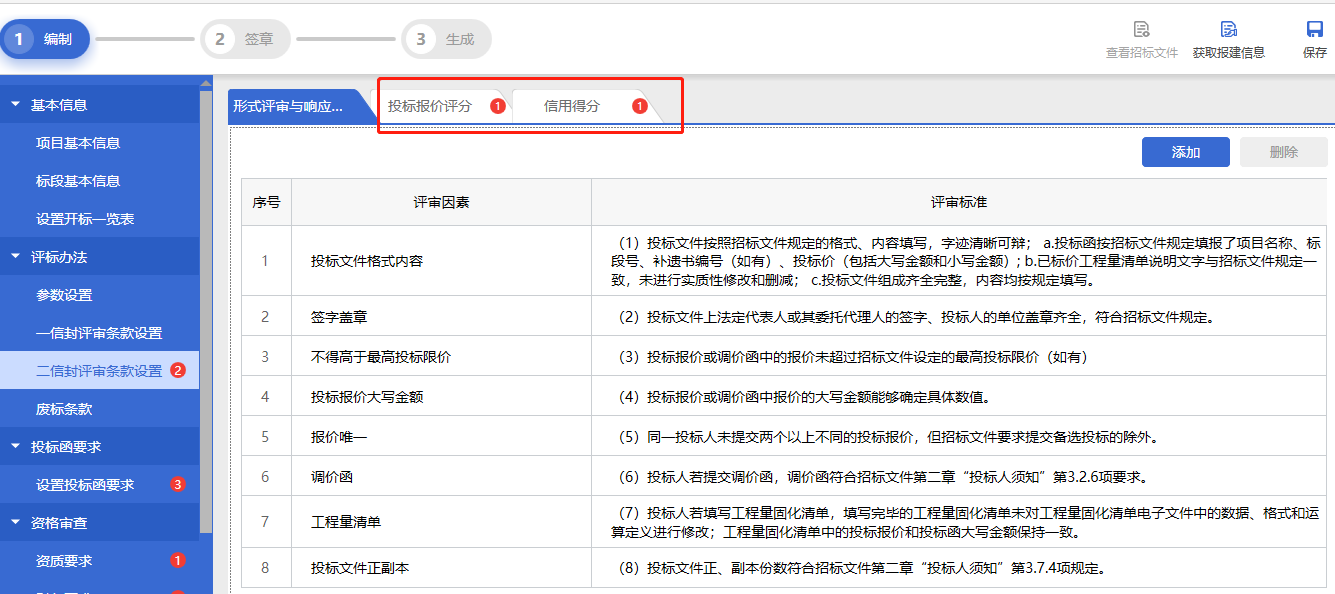 1 编制
2 签章
3 生成
查看招标文件 获取报建信息 保存
基本信息
项目基本信息
标段基本信息
设置开标一览表
评标办法
参数设置
一信封评审条款设置
二信封评审条款设置 2
废标条款
投标函要求
设置投标函要求 3
资格审查
资质要求 1
形式评审与响应... 投标报价评分 1 信用得分 1
添加 删除
序号 评审因素 评审标准
1 投标文件格式内容 （1）投标文件按照招标文件规定的格式、内容填写，字迹清晰可辩； a.投标函按招标文件规定填报了项目名称、标
段号、补遗书编号（如有）、投标价（包括大写金额和小写金额）; b.已标价工程量清单说明文字与招标文件规定一
致，未进行实质性修改和删减； c.投标文件组成齐全完整，内容均按规定填写。
2 签字盖章 （2）投标文件上法定代表人或其委托代理人的签字、投标人的单位盖章齐全，符合招标文件规定。
3 不得高于最高投标限价 （3）投标报价或调价函中的报价未超过招标文件设定的最高投标限价（如有）
4 投标报价大写金额 （4）投标报价或调价函中报价的大写金额能够确定具体数值。
5 报价唯一 （5）同一投标人未提交两个以上不同的投标报价，但招标文件要求提交备选投标的除外。
6 调价函 （6）投标人若提交调价函，调价函符合招标文件第二章“投标人须知”第3.2.6项要求。
7 工程量清单 （7）投标人若填写工程量固化清单，填写完毕的工程量固化清单未对工程量固化清单电子文件中的数据、格式和运
算定义进行修改；工程量固化清单中的投标报价和投标函大写金额保持一致。
8 投标文件正副本 （8）投标文件正、副本份数符合招标文件第二章“投标人须知”第3.7.4项规定。